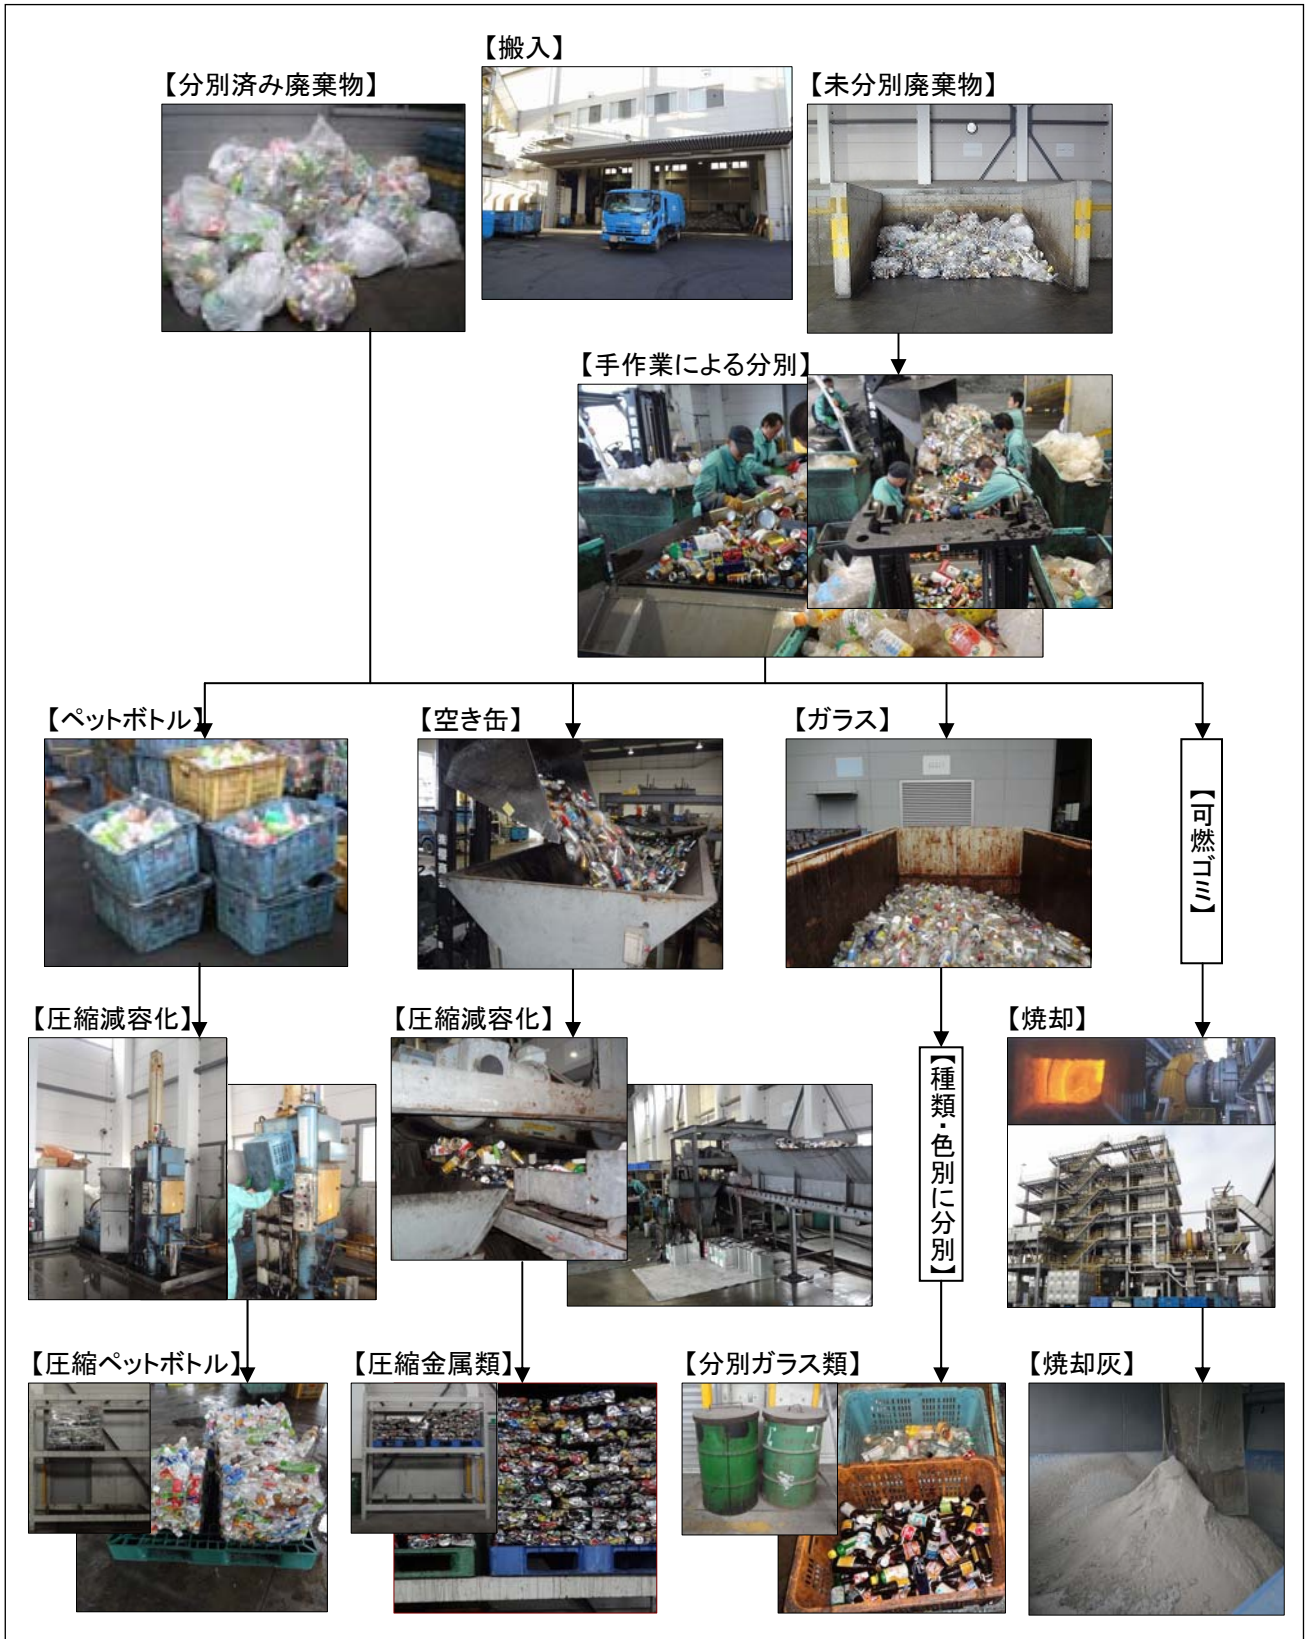 【搬入】
【分別済み廃棄物】
【未分別廃棄物】
【手作業による分別】
【ペットボトル】
【空き缶】
【ガラス】
【可燃ゴミ】
【圧縮減容化】
【圧縮減容化】
【種類・色別に分別】
【焼却】
【圧縮ペットボトル】
【圧縮金属類】
【分別ガラス類】
【焼却灰】